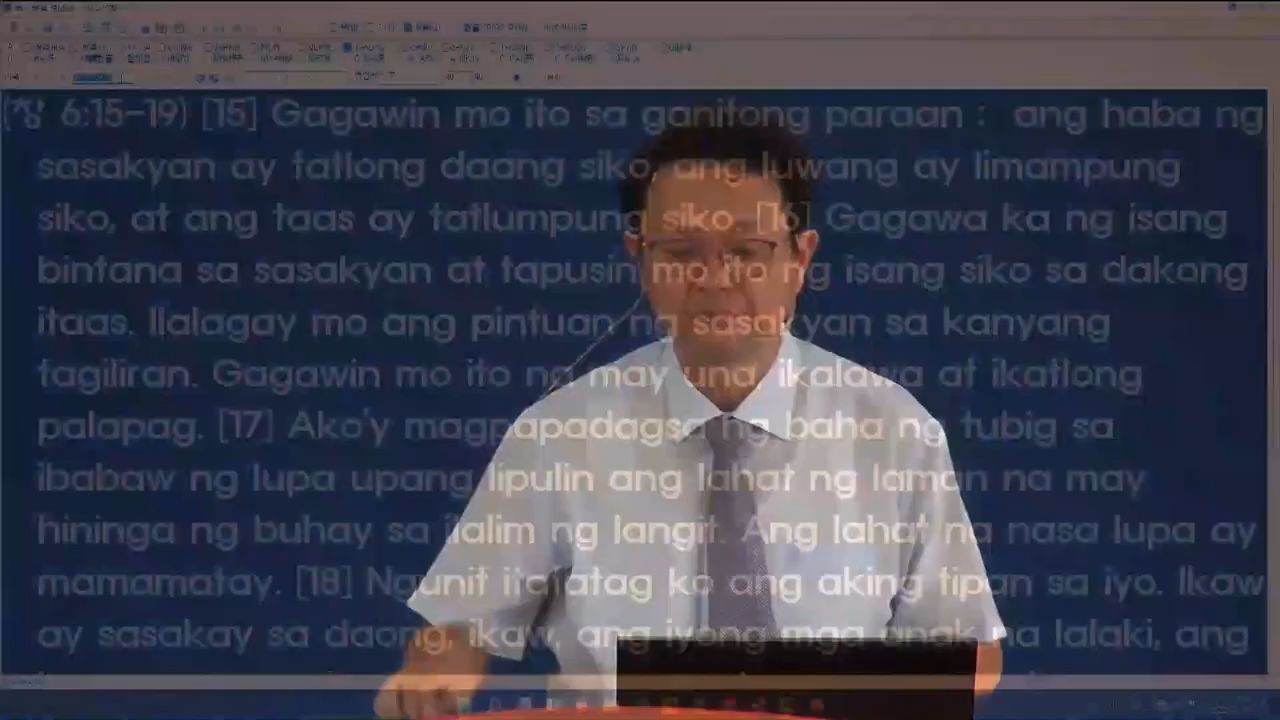 (창 6:15-19) [15] Gagawin mo ito sa ganitong paraan : ang haba ng
sasakyan ay tatlong daang siko, ang luwang ay limampung
siko, at ang taas ay tatlumpung siko. [16] Gagawa ka ng isang
bintana sa sasakyan at tapusin mo ito ng isang siko sa dakong
itaas. Ilalagay mo ang pintuan ng sasakyan sa kanyang
tagiliran. Gagawin mo ito ng may una, ikalawa at ikatlong
palapag. [17] Ako'y magpapadagsa ng baha ng tubig sa
ibabaw ng lupa upang lipulin ang lahat ng laman na may
hininga ng buhay sa ilalim ng langit. Ang lahat na nasa lupa ay
mamamatay. [18] Ngunit itatatag ko ang aking tipan sa iyo. Ikaw
ay sasakay sa daong, ikaw, ang iyong mga anak na lalaki, ang